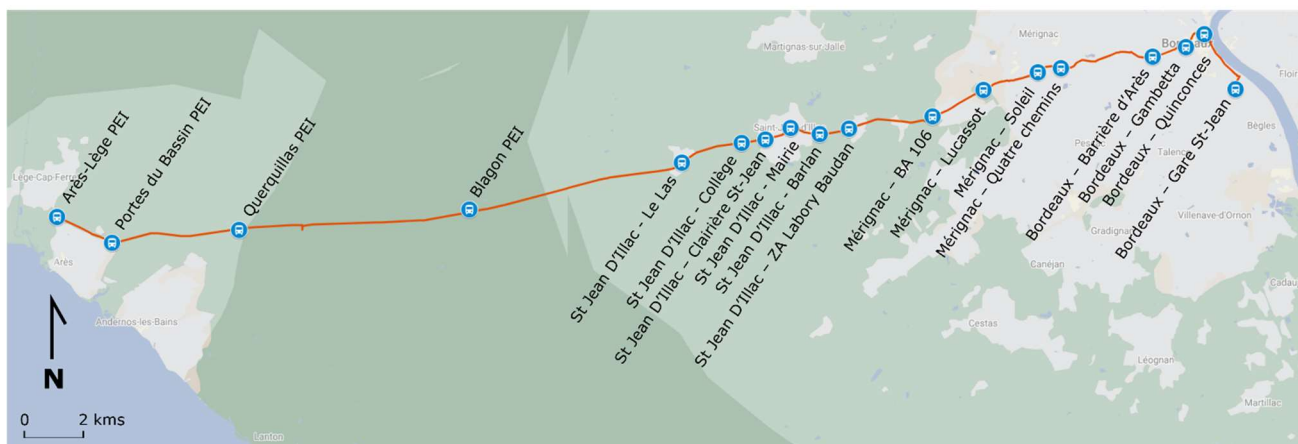 Arès-Lège PEI
Portes du Bassin PEI
Querquillas PEI
Blagon PEI
St Jean D'Illac – Le Las
St Jean D'Illac – Collège
St Jean D'Illac – Clairière St-Jean
St Jean D'Illac – Mairie
St Jean D'Illac – Barlan
St Jean D'Illac – ZA Labory Baudan
Mérignac – BA 106
Mérignac – Lucassot
Mérignac – Soleil
Mérignac – Quatre chemins
Bordeaux – Barrière d'Arès
Bordeaux – Gambetta
Bordeaux – Quinconces
Bordeaux – Gare St-Jean
Lège-Cap-Ferre
Arès
Andernos-les-Bains
Lanton
Martignas-sur-Jalle
Mérignac
Talence
Bègles
Villenave-d'Ornon
Gradignan
Canéjan
Cestas
Léognan
Martillac
Cadau
Floir
N
0 2 kms